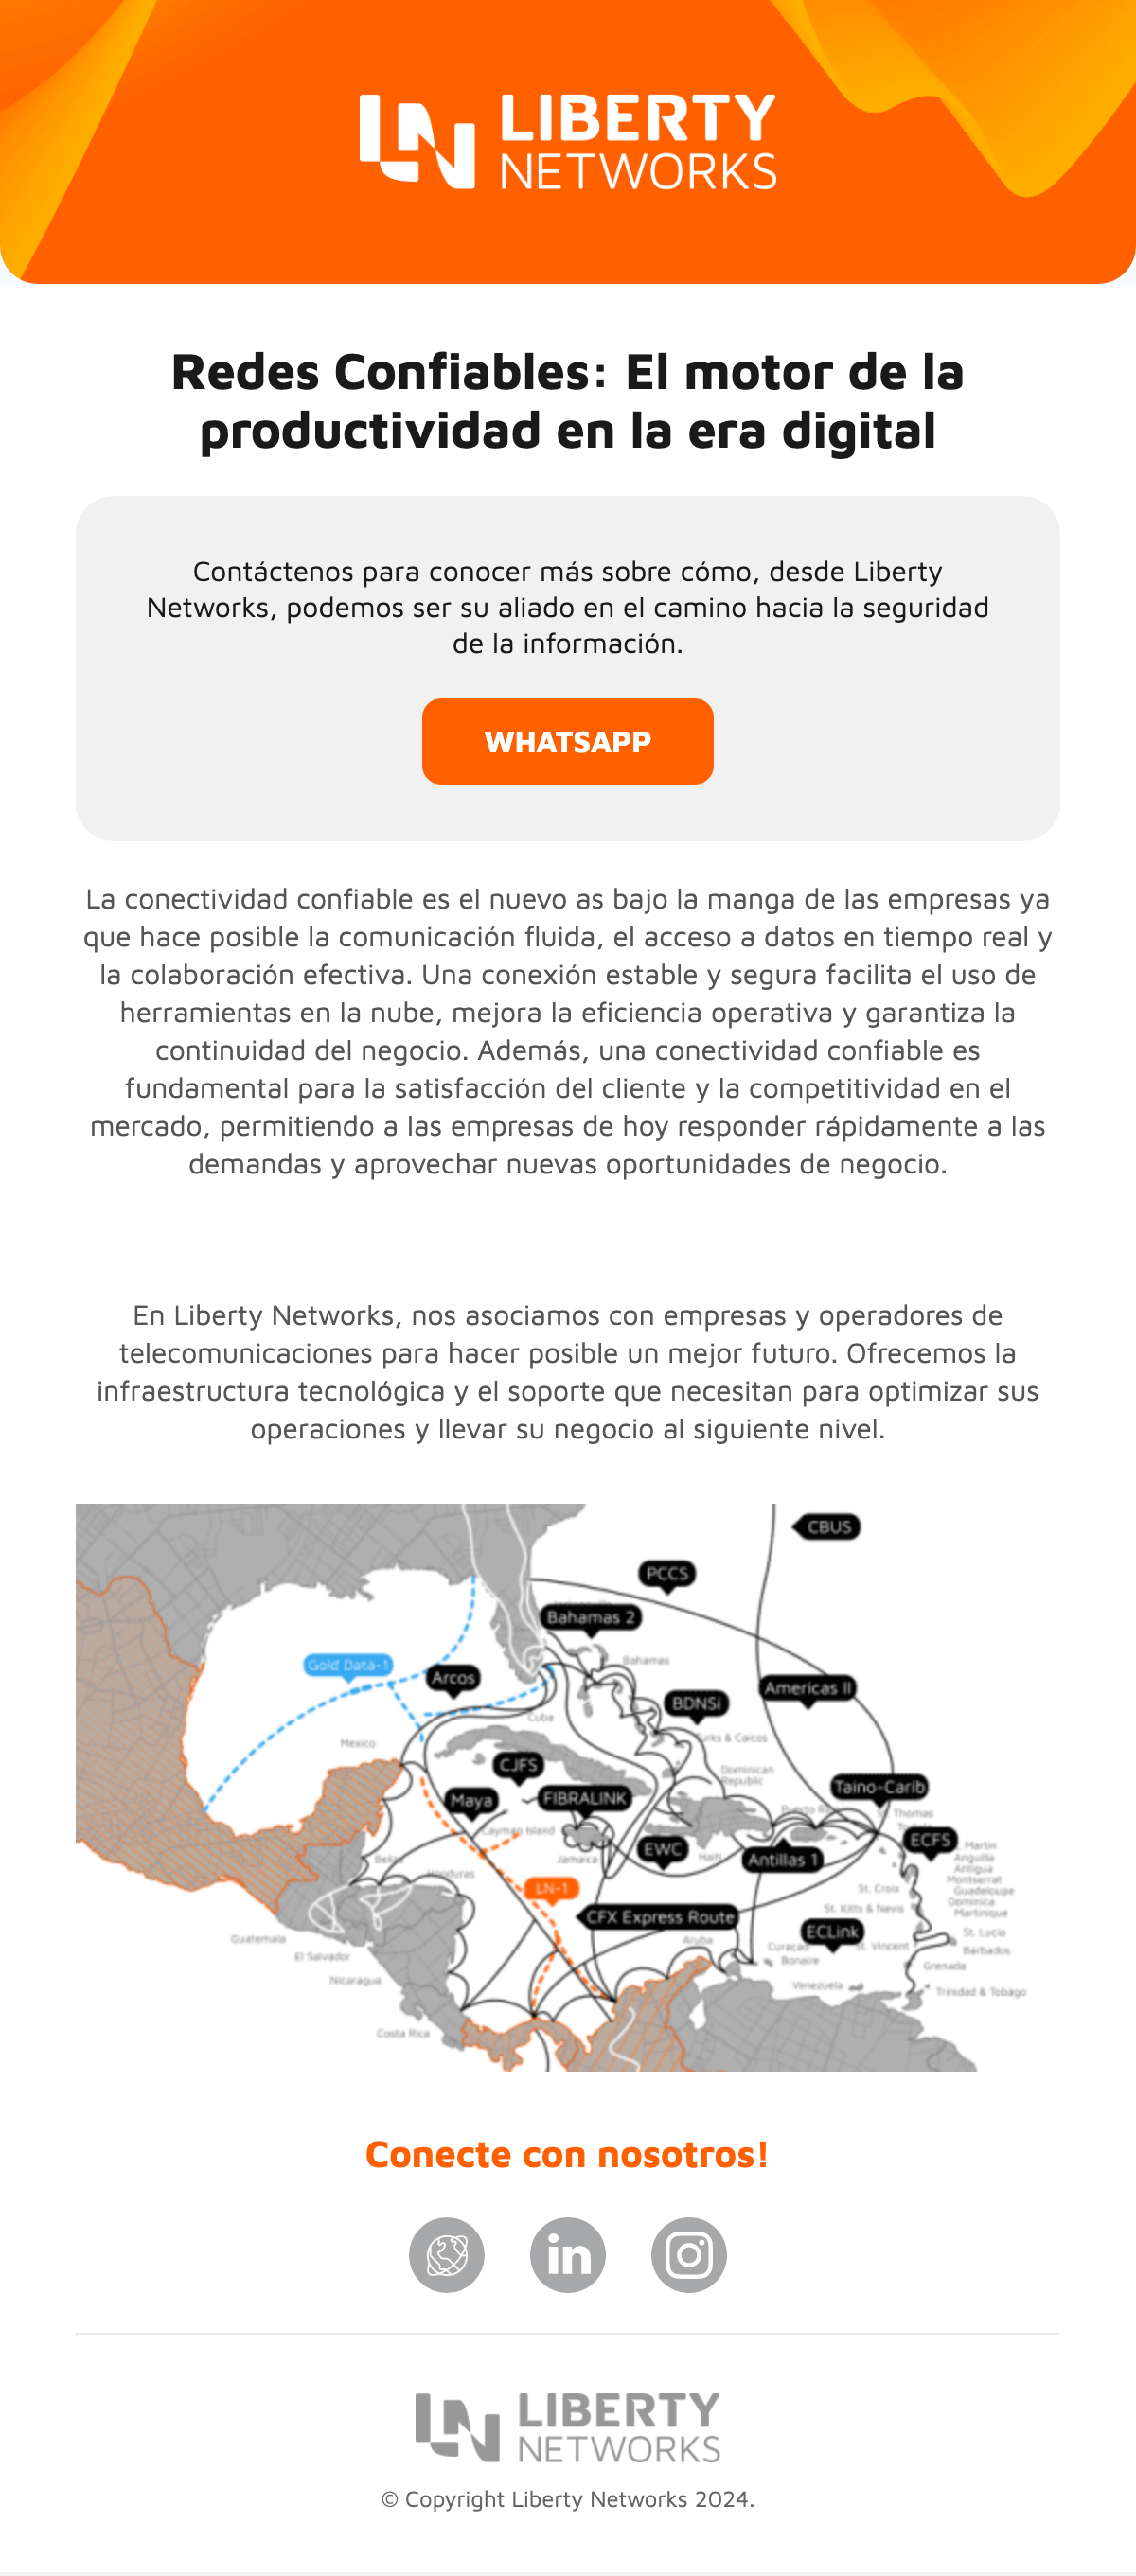 LIBERTY
NETWORKS
Redes Confiables: El motor de la
productividad en la era digital
Contáctenos para conocer más sobre cómo, desde Liberty
Networks, podemos ser su aliado en el camino hacia la seguridad
de la información.
WHATSAPP
La conectividad confiable es el nuevo as bajo la manga de las empresas ya
que hace posible la comunicación fluida, el acceso a datos en tiempo real y
la colaboración efectiva. Una conexión estable y segura facilita el uso de
herramientas en la nube, mejora la eficiencia operativa y garantiza la
continuidad del negocio. Además, una conectividad confiable es
fundamental para la satisfacción del cliente y la competitividad en el
mercado, permitiendo a las empresas de hoy responder rápidamente a las
demandas y aprovechar nuevas oportunidades de negocio.
En Liberty Networks, nos asociamos con empresas y operadores de
telecomunicaciones para hacer posible un mejor futuro. Ofrecemos la
infraestructura tecnológica y el soporte que necesitan para optimizar sus
operaciones y llevar su negocio al siguiente nivel.
CBUS
PCCS
Bahamas 2
Bahamas
Gold Data-1
Arcos
Americas II
BDNSi
Cuba
Turks & Caicos
Mexico
CJFS
Dominican
Republic
Taino-Carib
Maya
FIBRALINK
Puerto
St. Thomas
Cayman Island
ECFS
EWC
Martin
Belize
Jamaica
Haiti
Antillas 1
Anguilla
Honduras
Antigua
Montserrat
LN-1
St. Croix
Guadeloupe
Dominica
CFX Express Route
St. Kitts & Nevis
Martinique
Guatemala
Aruba
ECLink
St. Lucia
El Salvador
Curaçao
St. Vincent
Barbados
Bonaire
Grenada
Nicaragua
Venezuela
Trinidad & Tobago
Costa Rica
Conecte con nosotros!
in
LIBERTY
NETWORKS
© Copyright Liberty Networks 2024.